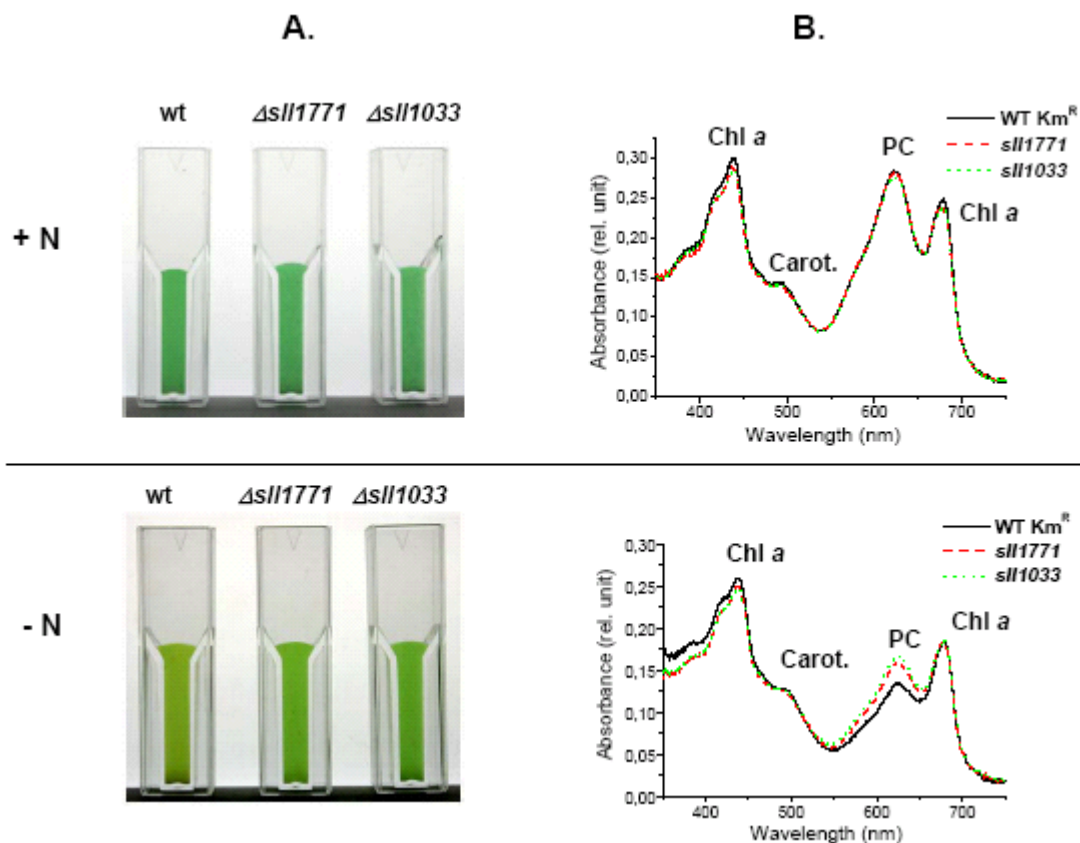 A.
B.
wt Δsll1771 Δsll1033
+ N
WT Km^R
sll1771
sll1033
Chl a
PC
Chl a
Carot.
Absorbance (rel. unit)
0,30
0,25
0,20
0,15
0,10
0,05
0,00
400 500 600 700
Wavelength (nm)
wt Δsll1771 Δsll1033
- N
WT Km^R
sll1771
sll1033
Chl a
Carot.
PC
Chl a
Absorbance (rel. unit)
0,30
0,25
0,20
0,15
0,10
0,05
0,00
400 500 600 700
Wavelength (nm)